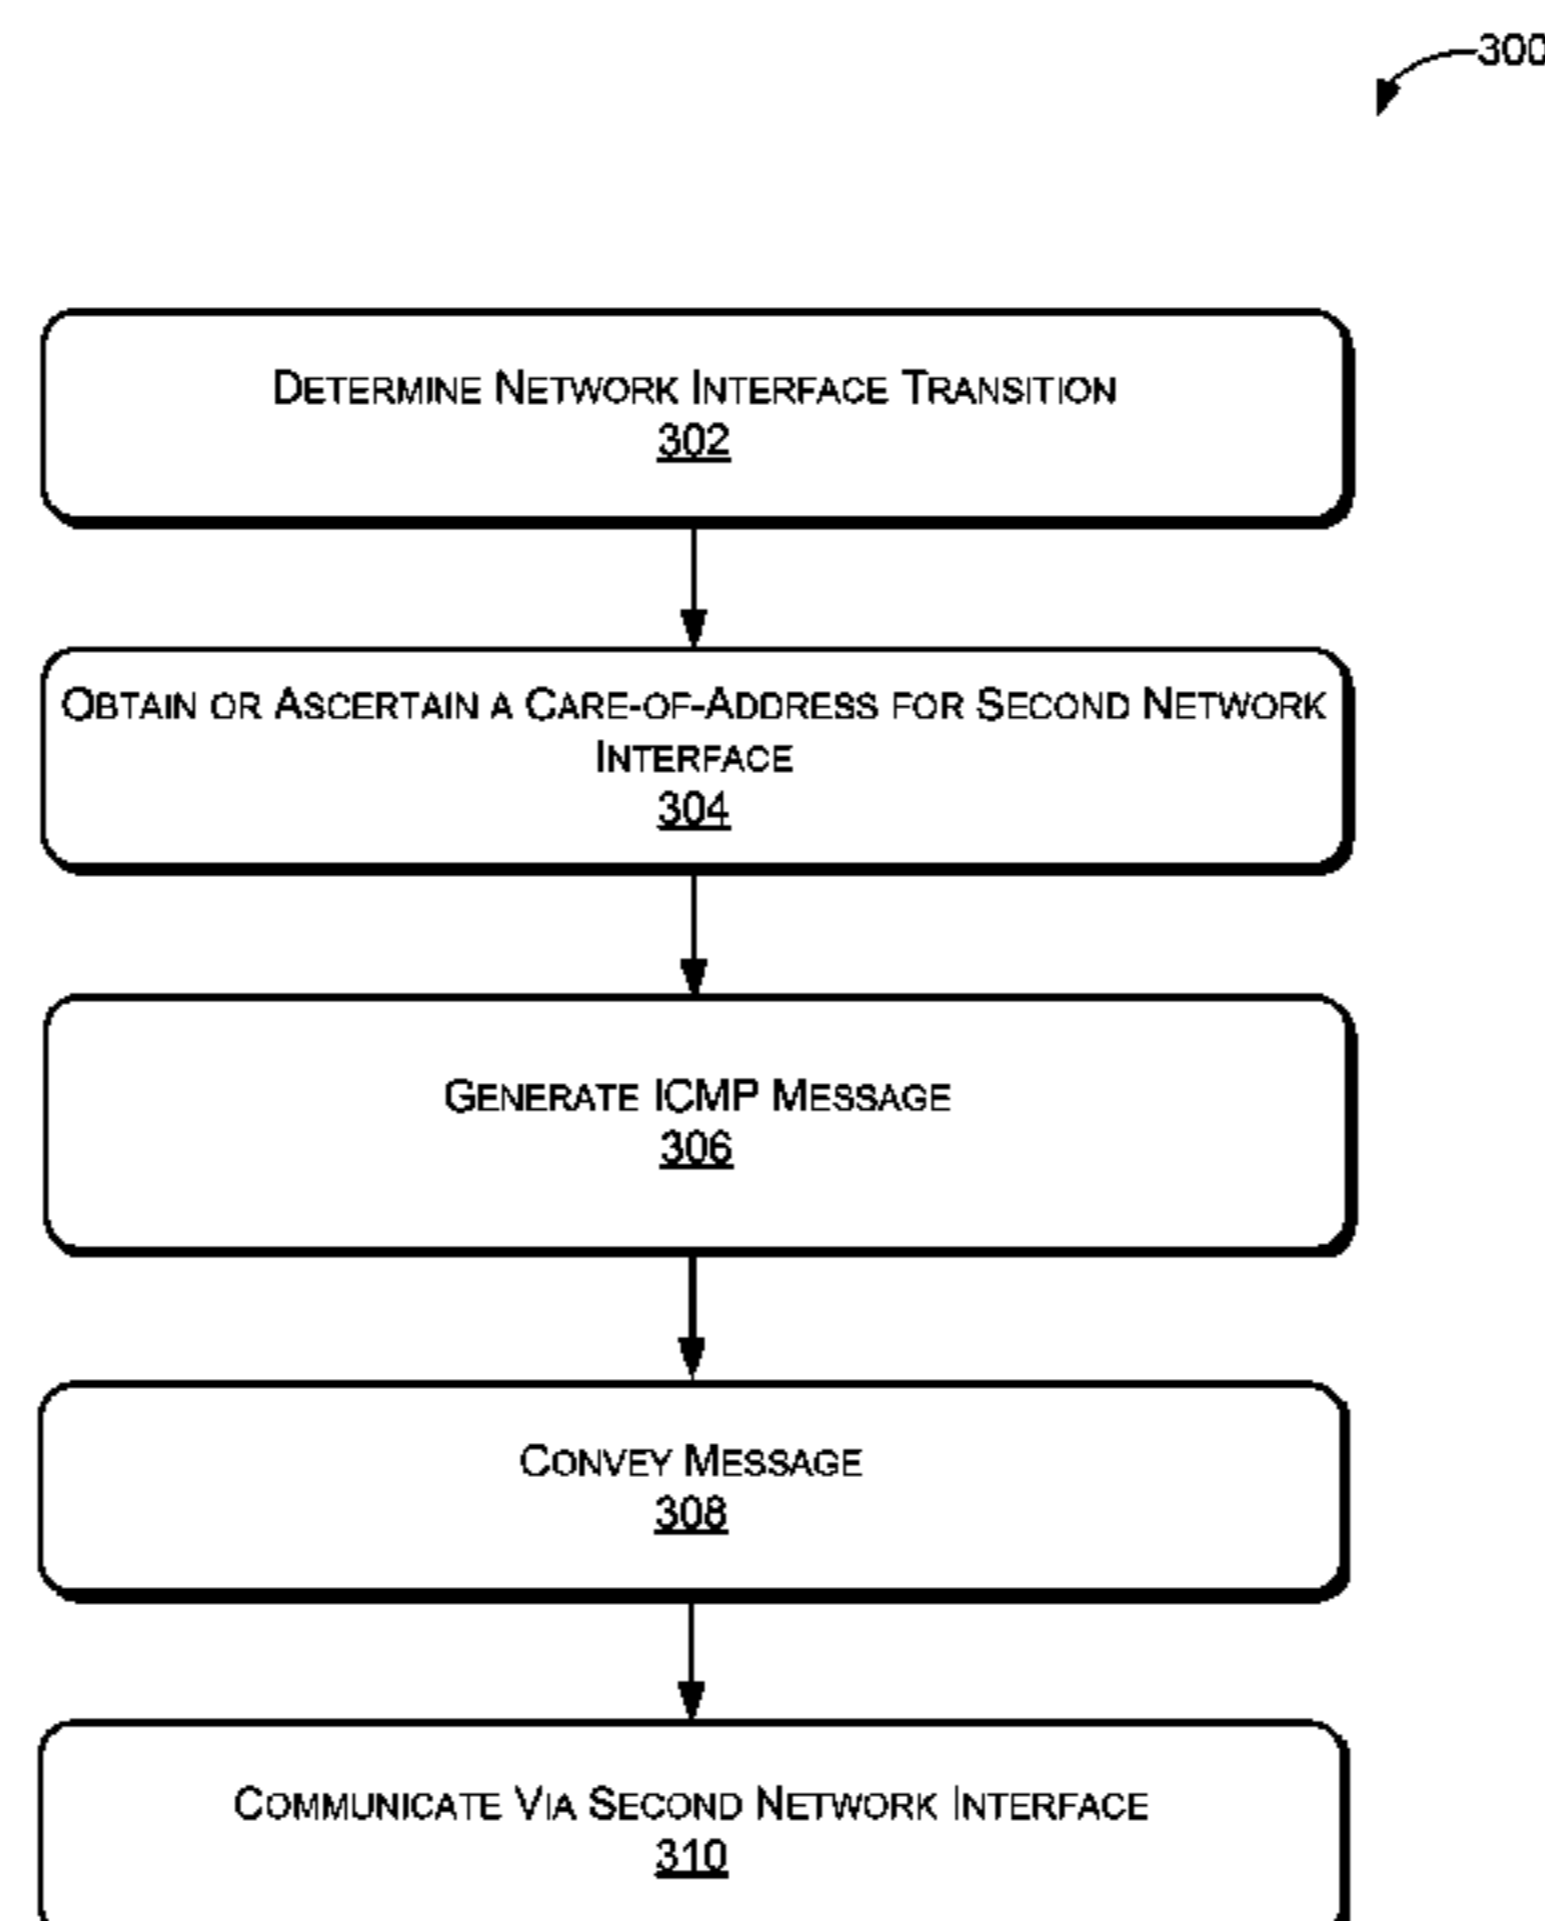 300
DETERMINE NETWORK INTERFACE TRANSITION
302
OBTAIN OR ASCERTAIN A CARE-OF-ADDRESS FOR SECOND NETWORK
INTERFACE
304
GENERATE ICMP MESSAGE
306
CONVEY MESSAGE
308
COMMUNICATE VIA SECOND NETWORK INTERFACE
310